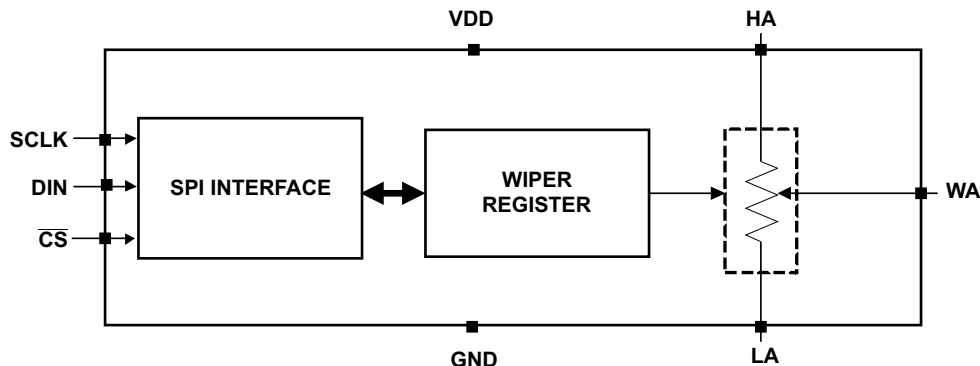 VDD
HA
SCLK
DIN
CS
SPI INTERFACE
WIPER
REGISTER
WA
GND
LA